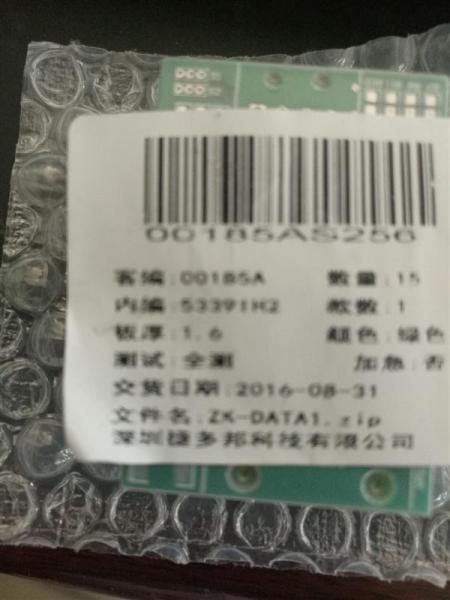 00185AS256
客编:00185A 数量:15
内编:53391H2 款数:1
板厚:1.6 颜色:绿色
测试:全测 加急:否
交货日期:2016-08-31
文件名:ZK-DATA1.zip
深圳捷多邦科技有限公司